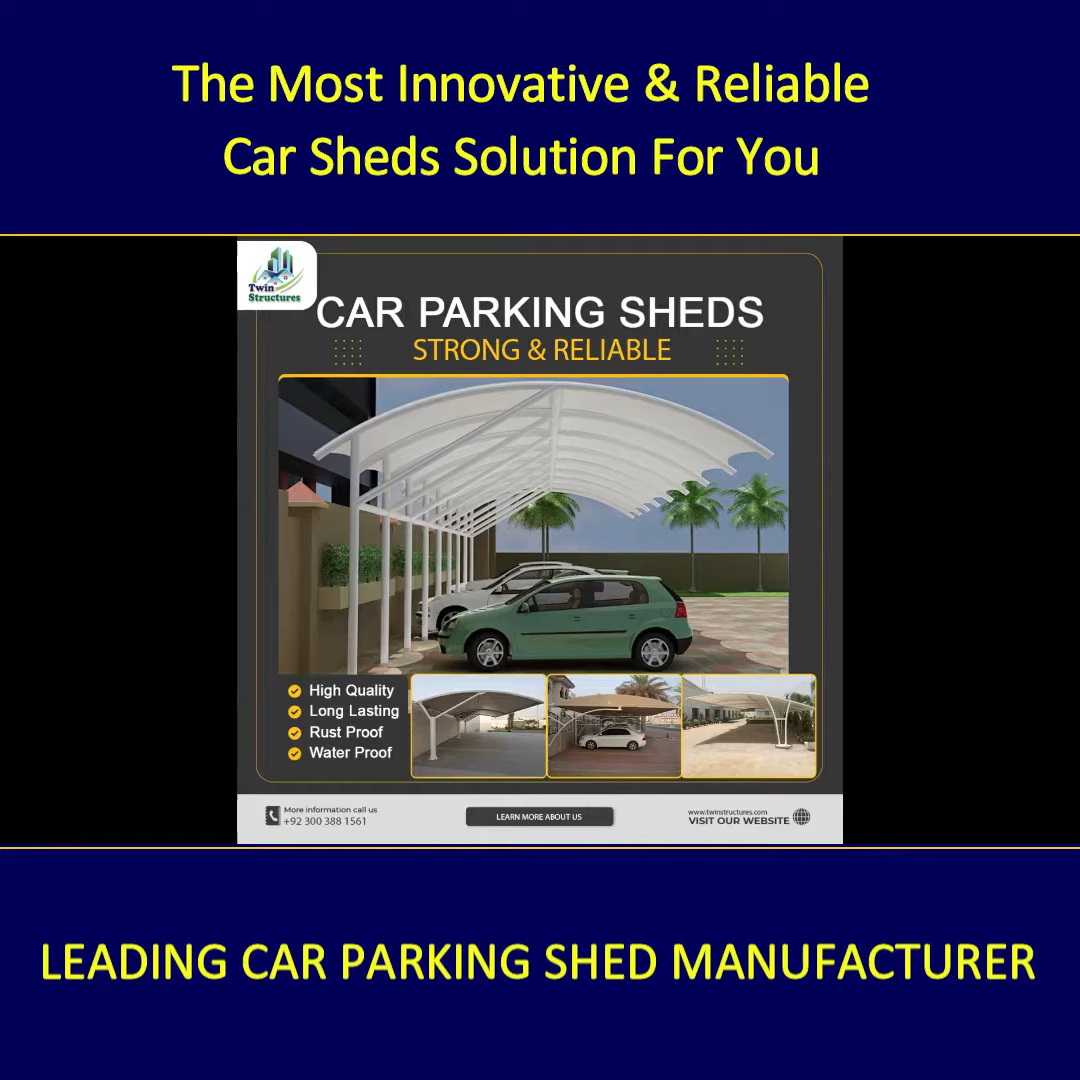 The Most Innovative & Reliable
Car Sheds Solution For You
Twin
Structures
CAR PARKING SHEDS
STRONG & RELIABLE
High Quality
Long Lasting
Rust Proof
Water Proof
More information call us
+92 300 388 1561
LEARN MORE ABOUT US
www.twinstructures.com
VISIT OUR WEBSITE
LEADING CAR PARKING SHED MANUFACTURER